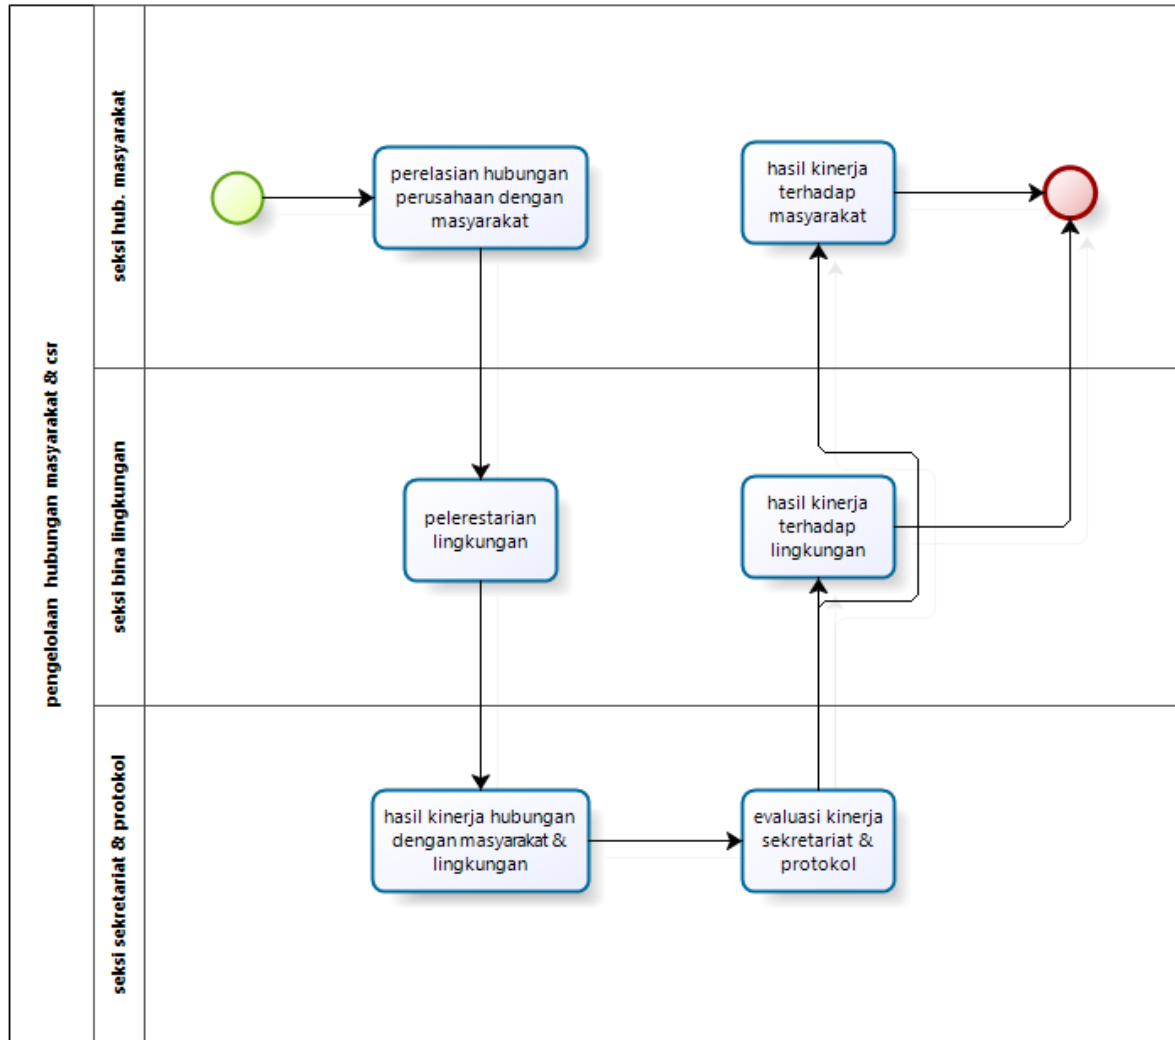 pengelolaan hubungan masyarakat & csr
seksi hub. masyarakat
perelasian hubungan
perusahaan dengan
masyarakat
hasil kinerja
terhadap
masyarakat
seksi bina lingkungan
pelerestarian
lingkungan
hasil kinerja
terhadap
lingkungan
seksi sekretariat & protokol
hasil kinerja hubungan
dengan masyarakat &
lingkungan
evaluasi kinerja
sekretariat &
protokol